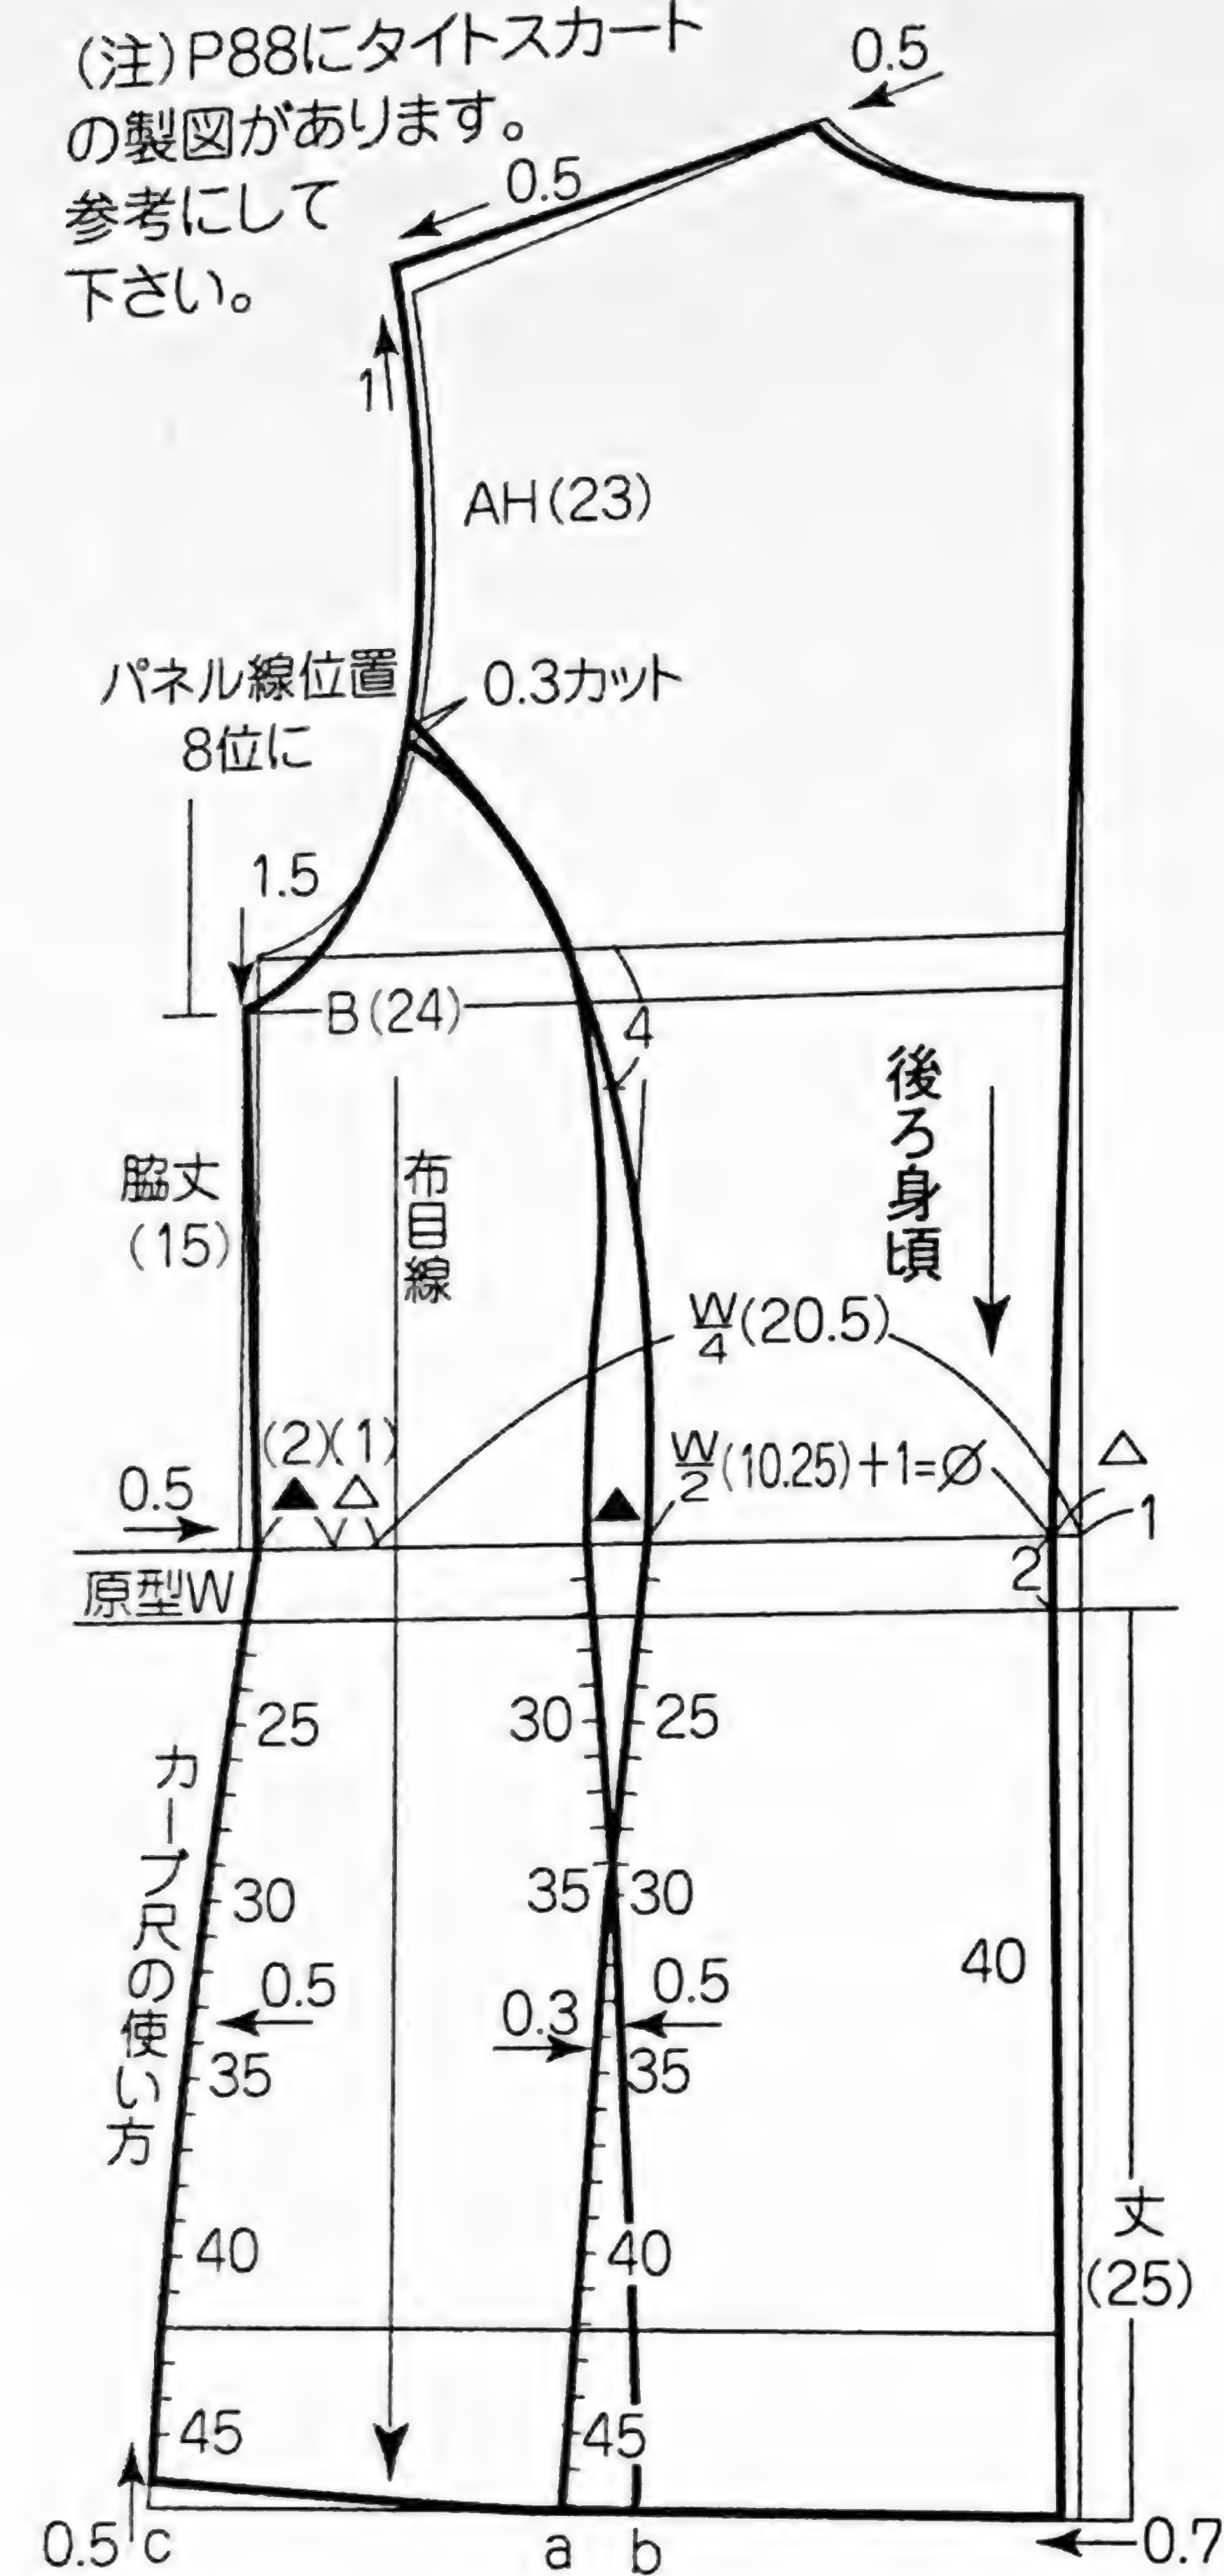 (注)P88にタイトスカート
の製図があります。
参考にして
下さい。
0.5
0.5
1
AH(23)
パネル線位置
8位に
0.3カット
1.5
B(24)
4
後ろ身頃
脇丈
(15)
布目線
W/4(20.5)
(2)(1)
▲△
0.5
▲
W/2(10.25)+1=∅
△
1
2
原型W
25
30
25
カーブ尺の使い方
30
35
30
40
0.5
0.3
0.5
35
35
40
40
丈
(25)
45
45
0.5
c
a
b
0.7